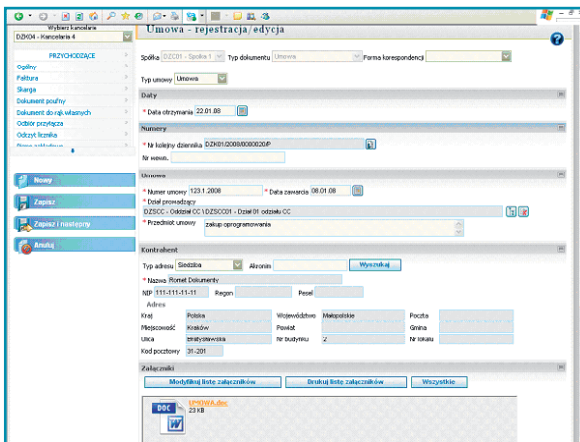 Wybierz kancelarie
DZK04 - Kancelaria 4
PRZYCHODZĄCE
Ogólny
Faktura
Skarga
Dokument poufny
Dokument do rąk własnych
Odbiór przyłącza
Odczyt licznika
Nowy
Zapisz
Zapisz i następny
Anuluj
Umowa - rejestracja/edycja
Spółka DZC01 - Spółka 1 Typ dokumentu Umowa Forma korespondencji
Typ umowy Umowa
Daty
* Data otrzymania 22.01.08
Numery
* Nr kolejny dziennika DZK01/2008/0000020/P
Nr wewn.
Umowa
* Numer umowy 123.1.2008 * Data zawarcia 08.01.08
* Dział prowadzący
DZSCC - Oddział CC \ DZSCC01 - Dział 01 odziału CC
* Przedmiot umowy zakup oprogramowania
Kontrahent
Typ adresu Siedziba Akronim Wyszukaj
* Nazwa Romet Dokumenty
NIP 111-111-11-11 Regon Pesel
Adres
Kraj Polska Województwo Małopolskie Poczta
Miejscowość Kraków Powiat Gmina
Ulica Nr budynku 2 Nr lokalu
Kod pocztowy 31-201
Załączniki
Modyfikuj listę załączników Drukuj listę załączników Wszystkie
DOC UMOWA.doc
23 KB